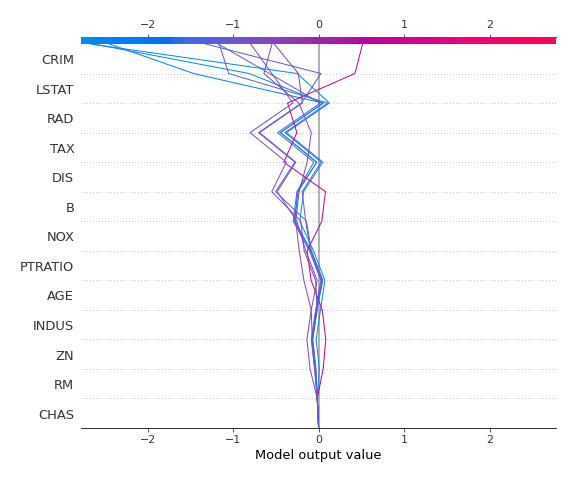 −2 −1 0 1 2
CRIM
LSTAT
RAD
TAX
DIS
B
NOX
PTRATIO
AGE
INDUS
ZN
RM
CHAS
−2 −1 0 1 2
Model output value